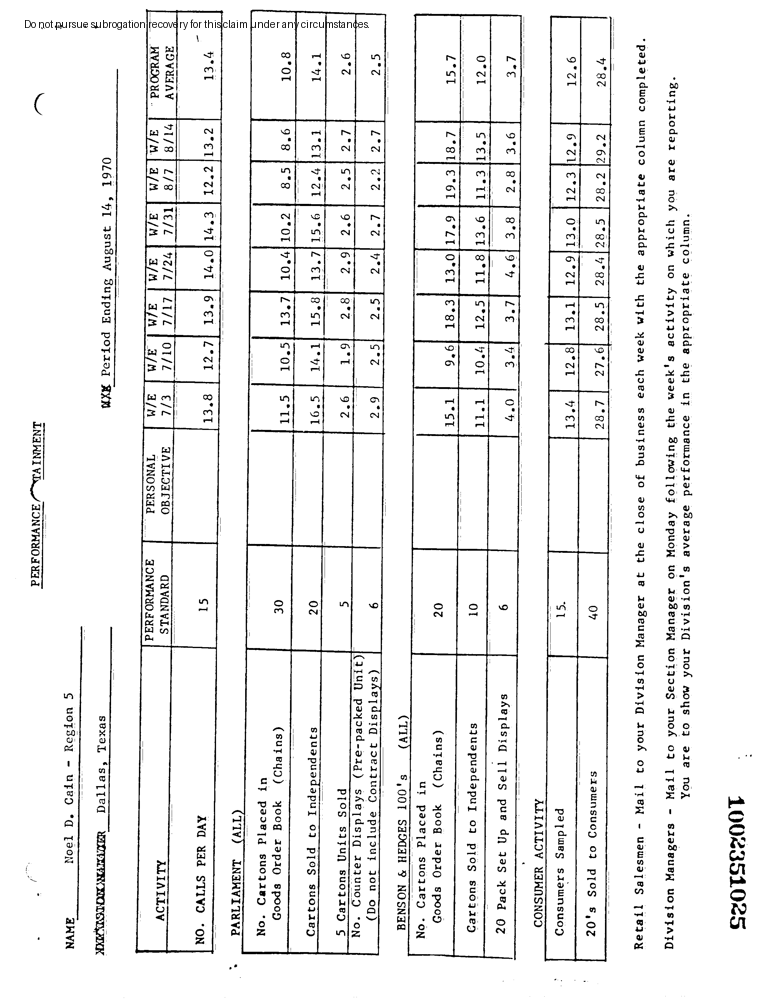 Do not pursue subrogation recovery for this claim under any circumstances.
PERFORMANCE TAINMENT
NAME Noel D. Cain - Region 5
Dallas, Texas
Period Ending August 14, 1970
ACTIVITY PERFORMANCE STANDARD PERSONAL OBJECTIVE W/E 7/3 W/E 7/10 W/E 7/17 W/E 7/24 W/E 7/31 W/E 8/7 W/E 8/14 PROGRAM AVERAGE
NO. CALLS PER DAY 15 13.8 12.7 13.9 14.0 14.3 12.2 13.2 13.4
PARLIAMENT (ALL)
No. Cartons Placed in
Goods Order Book (Chains) 30 11.5 10.5 13.7 10.4 10.2 8.5 8.6 10.8
Cartons Sold to Independents 20 16.5 14.1 15.8 13.7 15.6 12.4 13.1 14.1
5 Cartons Units Sold 5 2.6 1.9 2.8 2.9 2.6 2.5 2.7 2.6
No. Counter Displays (Pre-packed Unit)
(Do not include Contract Displays) 6 2.9 2.5 2.5 2.4 2.7 2.2 2.7 2.5
BENSON & HEDGES 100's (ALL)
No. Cartons Placed in
Goods Order Book (Chains) 20 15.1 9.6 18.3 13.0 17.9 19.3 18.7 15.7
Cartons Sold to Independents 10 11.1 10.4 12.5 11.8 13.6 11.3 13.5 12.0
20 Pack Set Up and Sell Displays 6 4.0 3.4 3.7 4.6 3.8 2.8 3.6 3.7
CONSUMER ACTIVITY
Consumers Sampled 15. 13.4 12.8 13.1 12.9 13.0 12.3 12.9 12.6
20's Sold to Consumers 40 28.7 27.6 28.5 28.4 28.5 28.2 29.2 28.4
Retail Salesmen - Mail to your Division Manager at the close of business each week with the appropriate column completed.
Division Managers - Mail to your Section Manager on Monday following the week's activity on which you are reporting.
You are to show your Division's average performance in the appropriate column.
1002351025